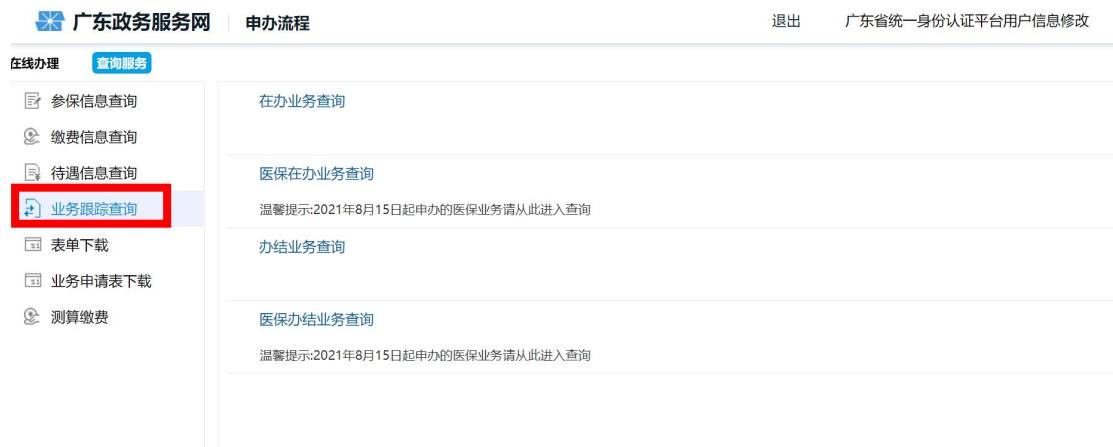 广东政务服务网 申办流程 退出 广东省统一身份认证平台用户信息修改
在线办理 查询服务
参保信息查询
缴费信息查询
待遇信息查询
业务跟踪查询
表单下载
业务申请表下载
测算缴费
在办业务查询
医保在办业务查询
温馨提示:2021年8月15日起申办的医保业务请从此进入查询
办结业务查询
医保办结业务查询
温馨提示:2021年8月15日起申办的医保业务请从此进入查询